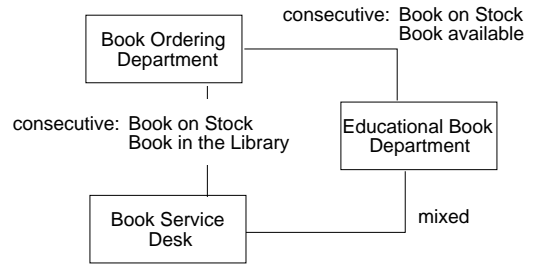 consecutive: Book on Stock
Book available
Book Ordering
Department
consecutive: Book on Stock
Book in the Library
Educational Book
Department
Book Service
Desk
mixed